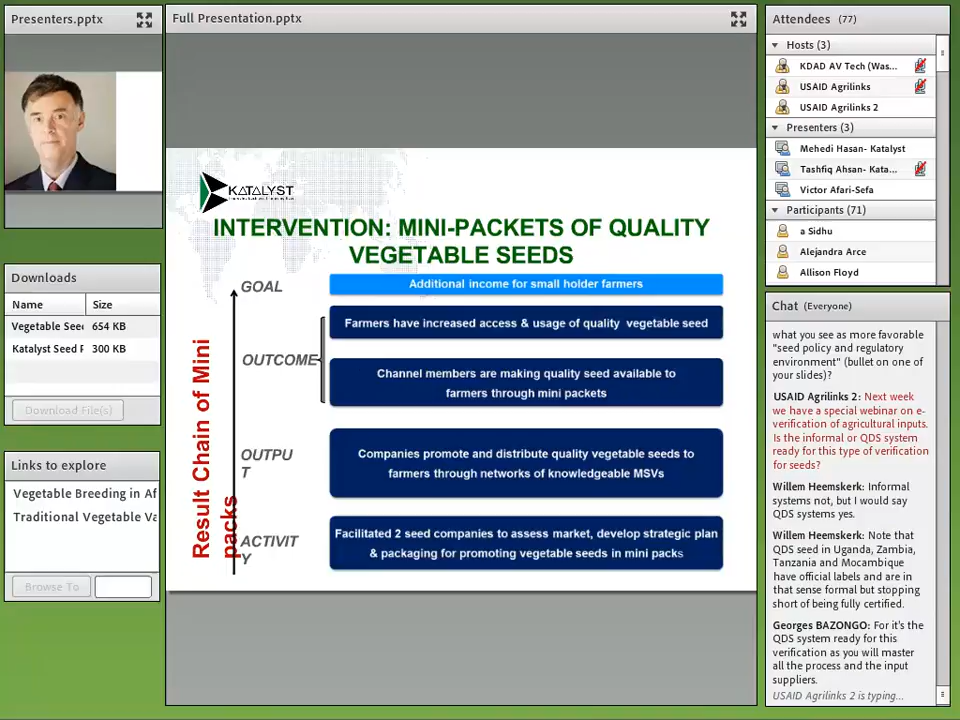 Presenters.pptx
Full Presentation.pptx
KATALYST
INTERVENTION: MINI-PACKETS OF QUALITY
VEGETABLE SEEDS
Result Chain of Mini
packs
GOAL
Additional income for small holder farmers
OUTCOME
Farmers have increased access & usage of quality vegetable seed
Channel members are making quality seed available to
farmers through mini packets
OUTPU
T
Companies promote and distribute quality vegetable seeds to
farmers through networks of knowledgeable MSVs
ACTIVIT
Y
Facilitated 2 seed companies to assess market, develop strategic plan
& packaging for promoting vegetable seeds in mini packs
Downloads
Name Size
Vegetable Seed 654 KB
Katalyst Seed F 300 KB
Download File(s)
Links to explore
Vegetable Breeding in Af
Traditional Vegetable Va
Browse To
Attendees (77)
Hosts (3)
KDAD AV Tech (Was...
USAID Agrilinks
USAID Agrilinks 2
Presenters (3)
Mehedi Hasan- Katalyst
Tashfiq Ahsan- Kata...
Victor Afari-Sefa
Participants (71)
a Sidhu
Alejandra Arce
Allison Floyd
Chat (Everyone)
what you see as more favorable
"seed policy and regulatory
environment" (bullet on one of
your slides)?
USAID Agrilinks 2: Next week
we have a special webinar on e-
verification of agricultural inputs.
Is the informal or QDS system
ready for this type of verification
for seeds?
Willem Heemskerk: Informal
systems not, but I would say
QDS systems yes.
Willem Heemskerk: Note that
QDS seed in Uganda, Zambia,
Tanzania and Mocambique
have official labels and are in
that sense formal but stopping
short of being fully certified.
Georges BAZONGO: For it's the
QDS system ready for this
verification as you will master
all the process and the input
suppliers.
USAID Agrilinks 2 is typing...